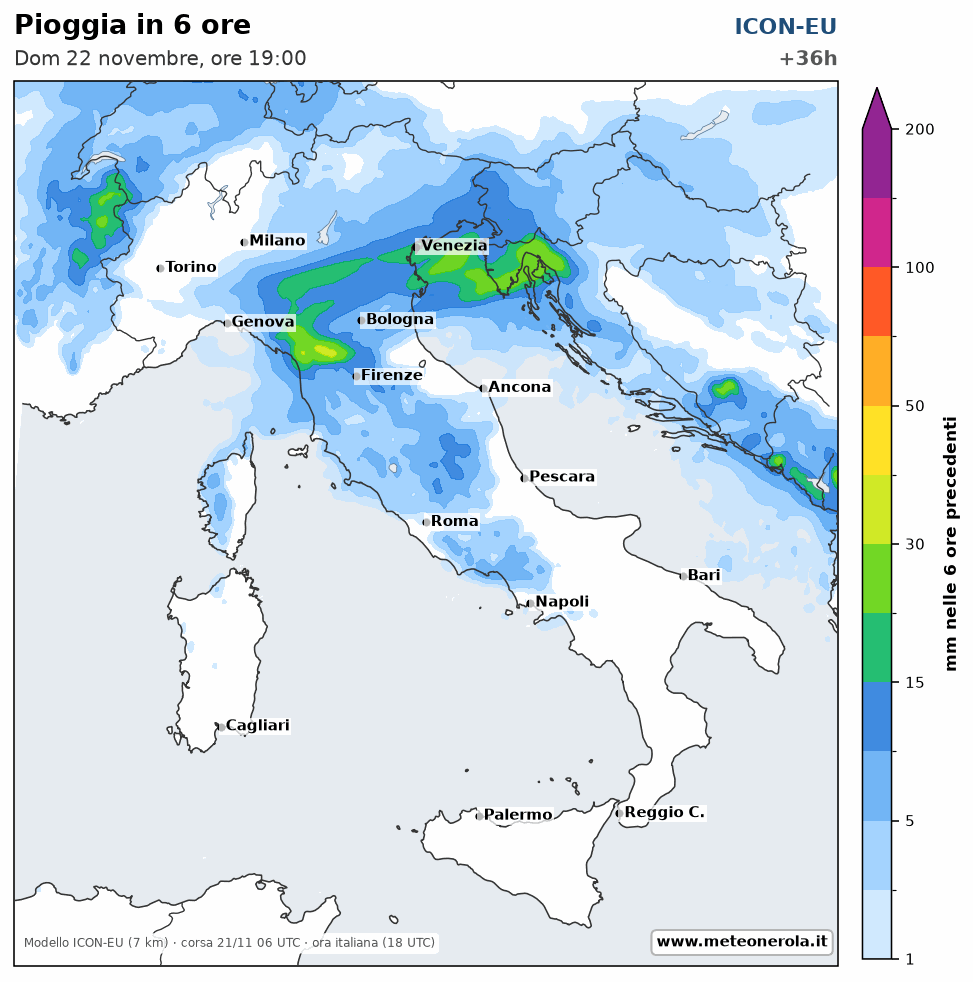 Pioggia in 6 ore
ICON-EU
Dom 22 novembre, ore 19:00
+36h
200
100
50
30
15
5
1
mm nelle 6 ore precedenti
Milano
Venezia
Torino
Genova
Bologna
Firenze
Ancona
Pescara
Roma
Bari
Napoli
Cagliari
Palermo
Reggio C.
Modello ICON-EU (7 km) · corsa 21/11 06 UTC · ora italiana (18 UTC)
www.meteonerola.it